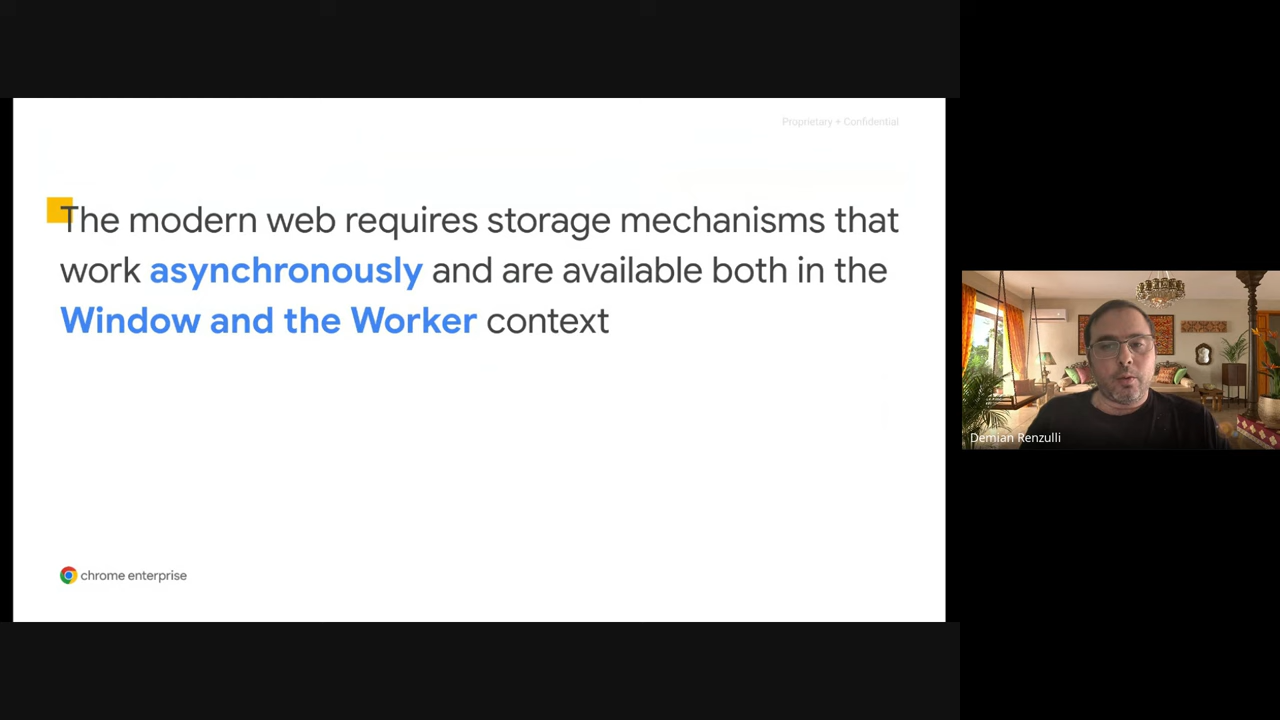 Proprietary + Confidential
The modern web requires storage mechanisms that
work asynchronously and are available both in the
Window and the Worker context
chrome enterprise
Demian Renzulli